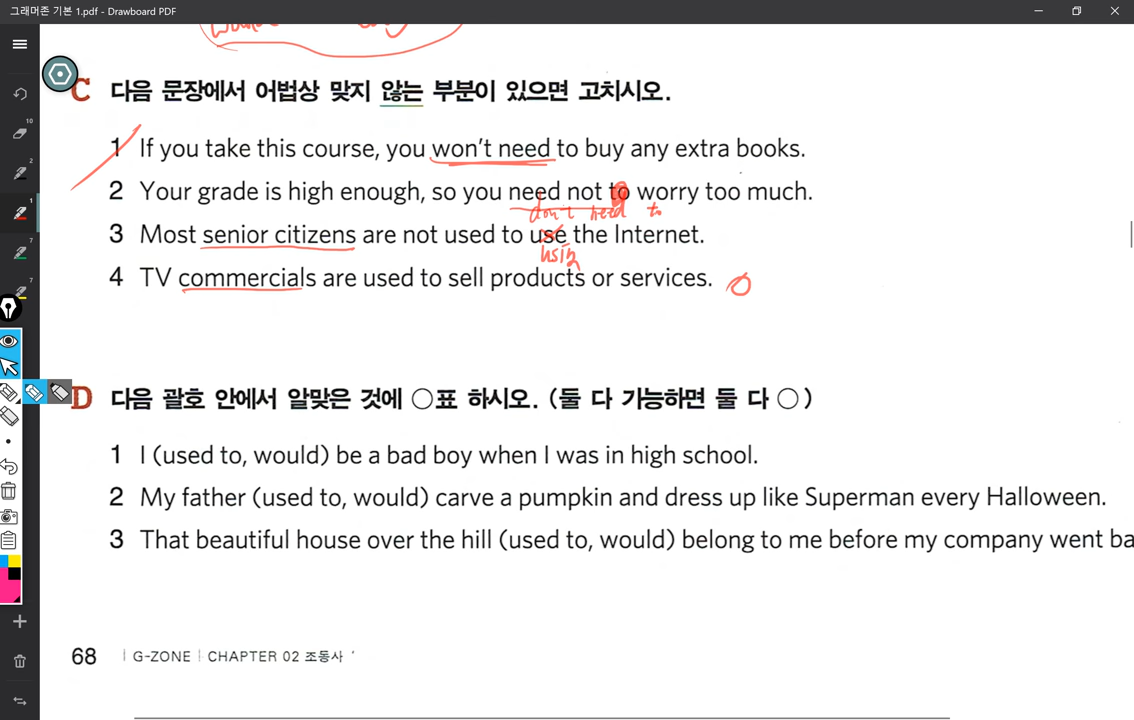 그래머존 기본 1.pdf - Drawboard PDF
C 다음 문장에서 어법상 맞지 않는 부분이 있으면 고치시오.
1 If you take this course, you won't need to buy any extra books.
2 Your grade is high enough, so you need not to worry too much.
don't need to
3 Most senior citizens are not used to use the Internet.
using
4 TV commercials are used to sell products or services.
D 다음 괄호 안에서 알맞은 것에 ○표 하시오. (둘 다 가능하면 둘 다 ○)
1 I (used to, would) be a bad boy when I was in high school.
2 My father (used to, would) carve a pumpkin and dress up like Superman every Halloween.
3 That beautiful house over the hill (used to, would) belong to me before my company went ba
68 G-ZONE | CHAPTER 02 조동사
10
2
1
7
7